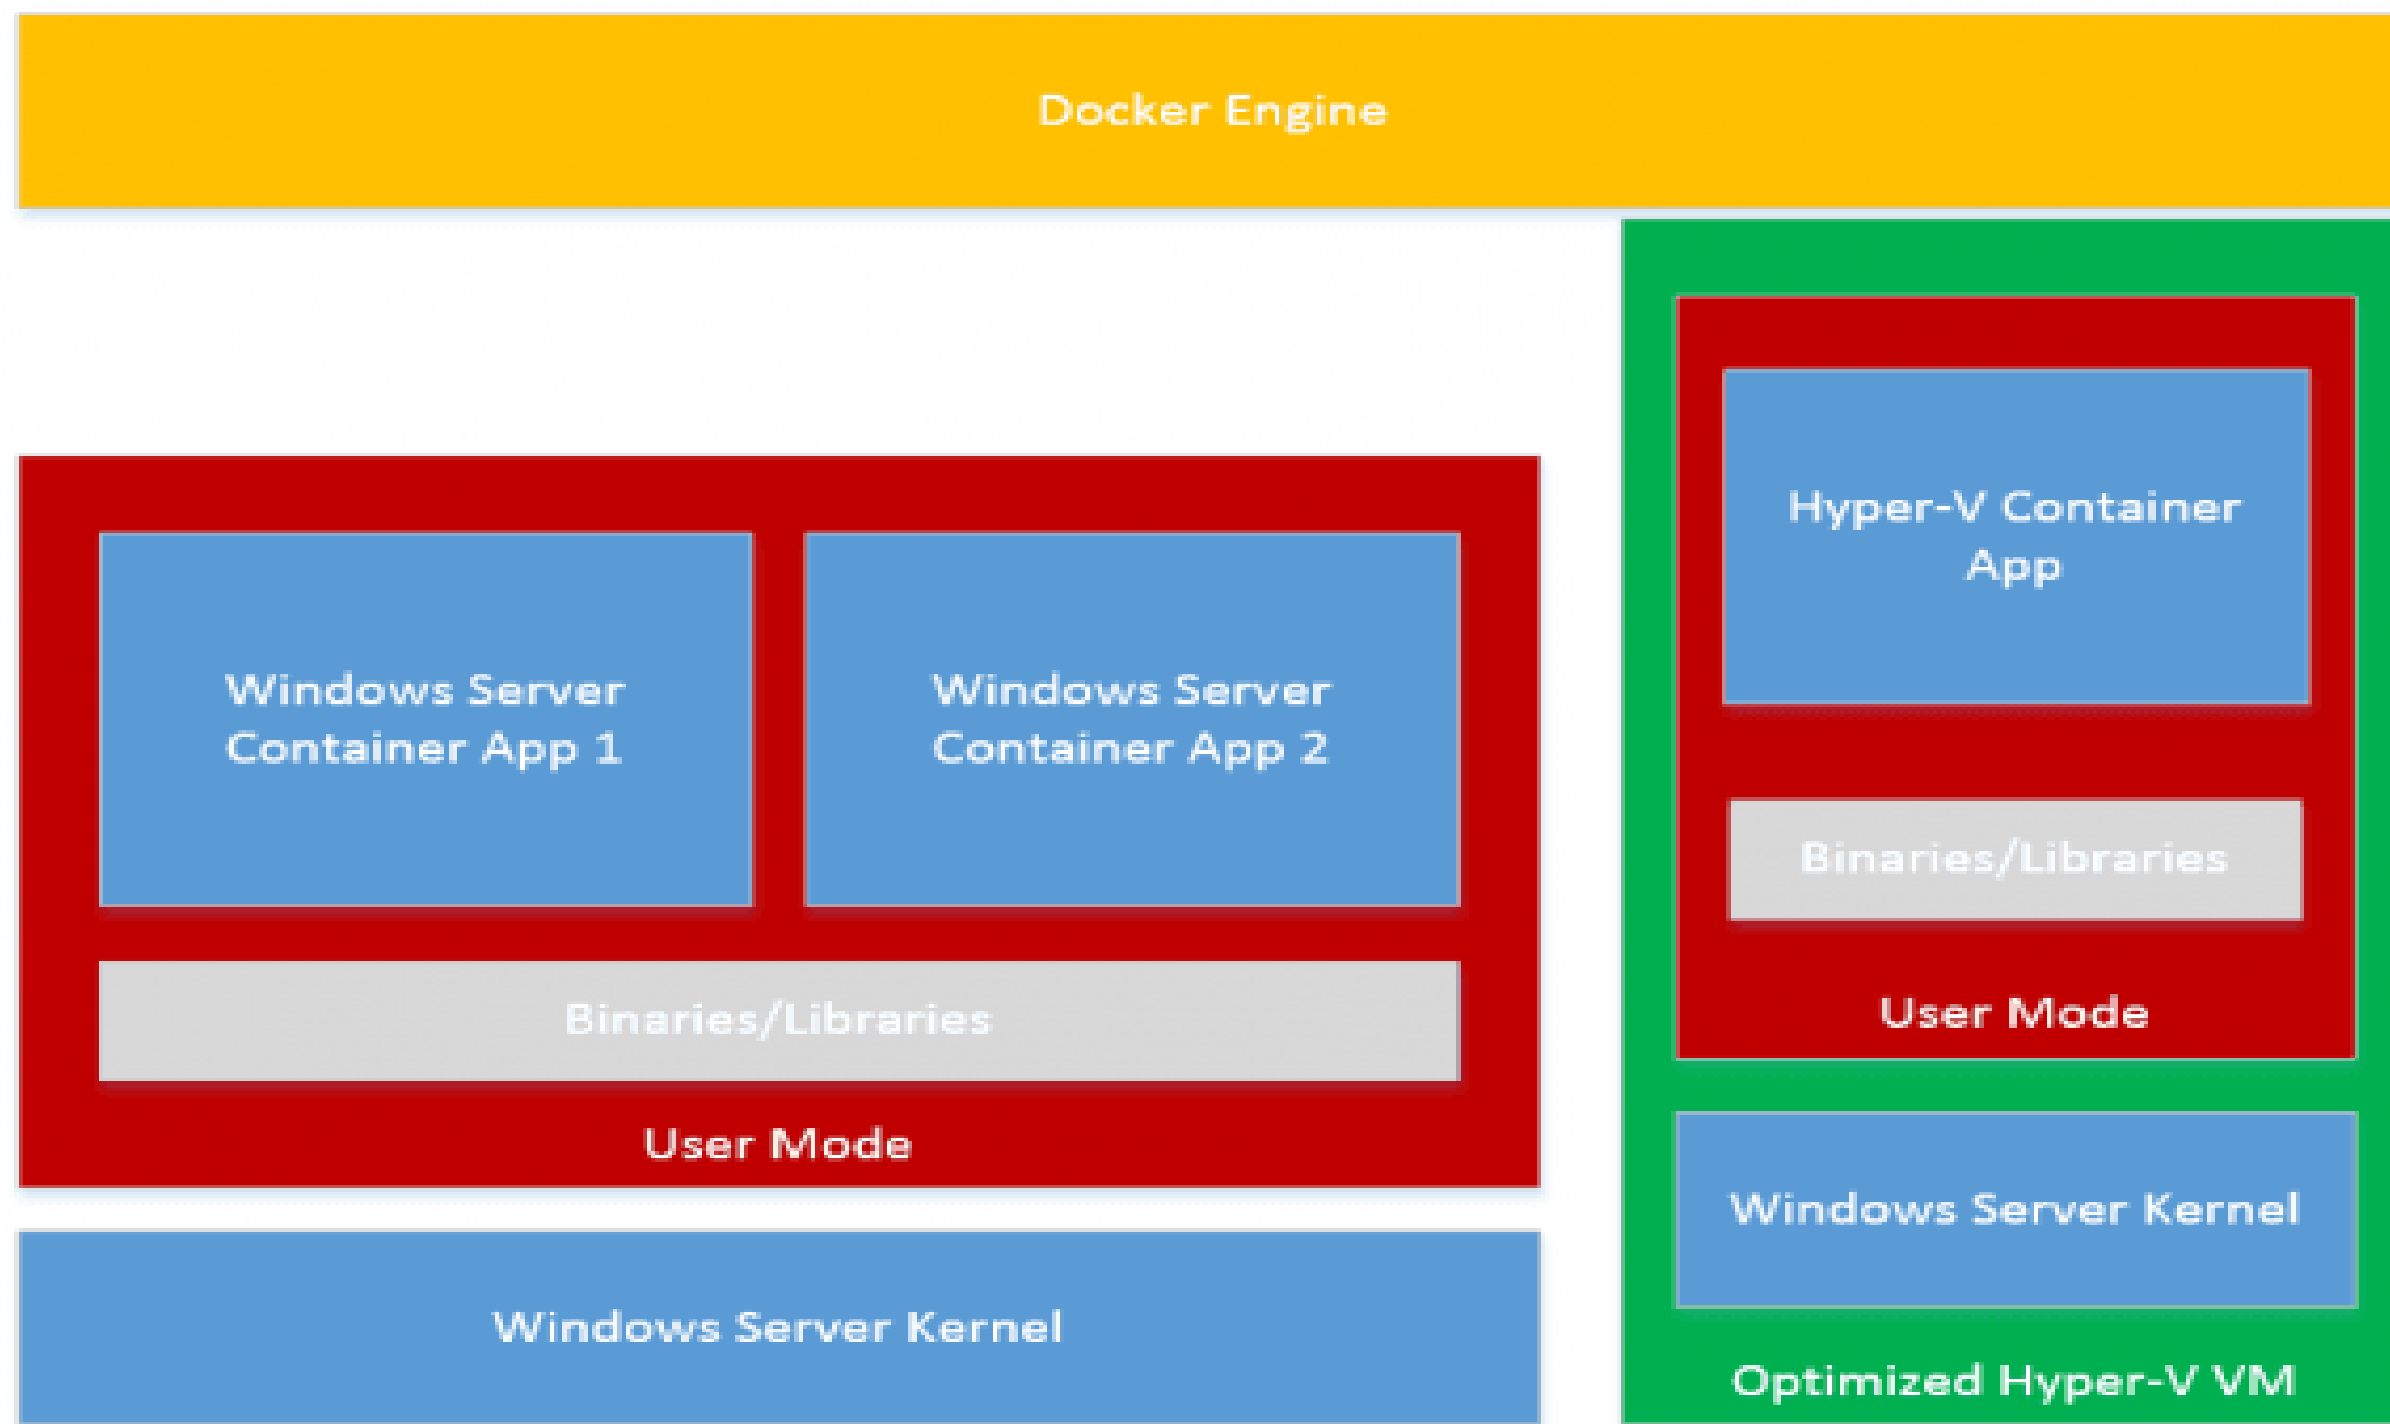 Docker Engine
Windows Server
Container App 1
Windows Server
Container App 2
Binaries/Libraries
User Mode
Windows Server Kernel
Hyper-V Container
App
Binaries/Libraries
User Mode
Windows Server Kernel
Optimized Hyper-V VM